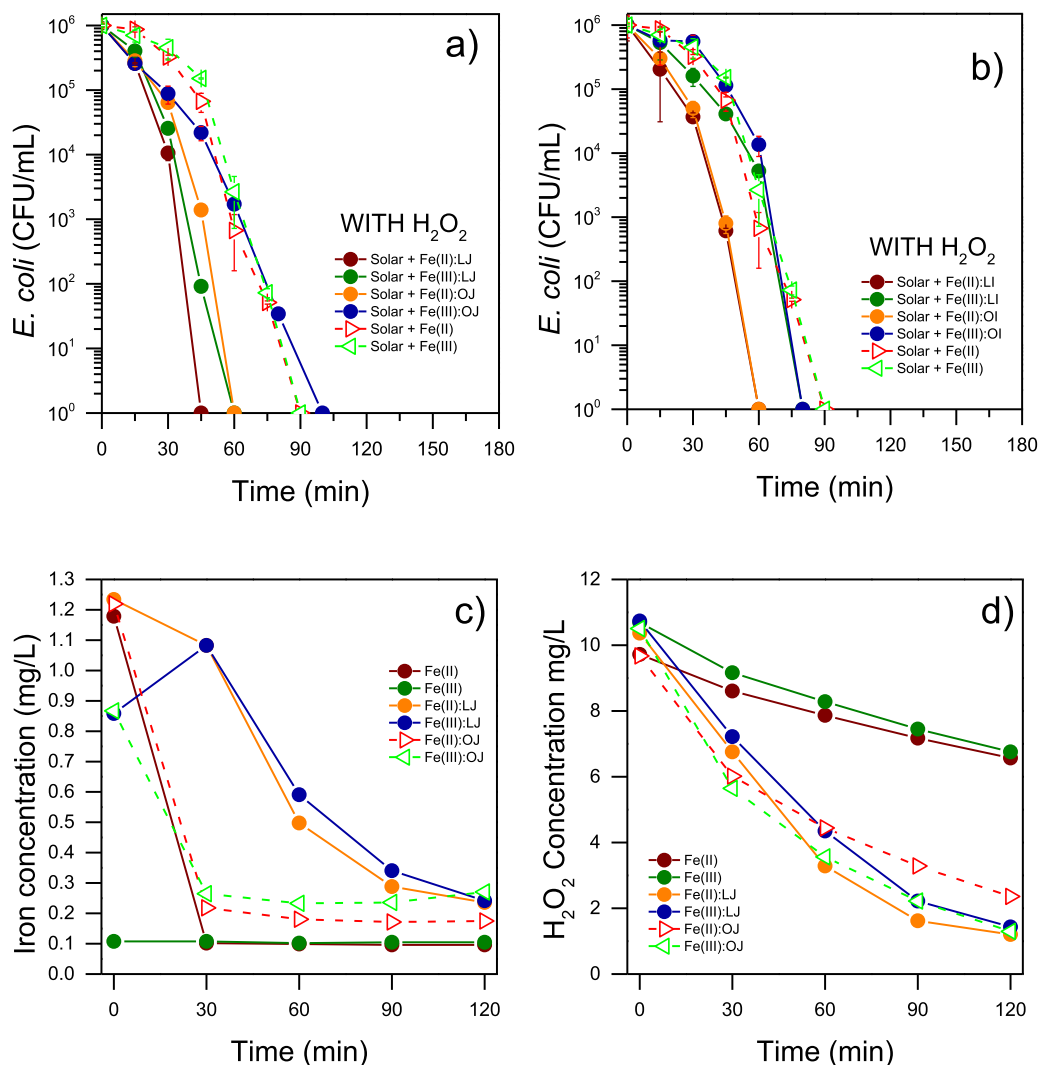 a)
E. coli (CFU/mL)
10⁶
10⁵
10⁴
10³
10²
10¹
10⁰
WITH H₂O₂
Solar + Fe(II):LJ
Solar + Fe(III):LJ
Solar + Fe(II):OJ
Solar + Fe(III):OJ
Solar + Fe(II)
Solar + Fe(III)
0 30 60 90 120 150 180
Time (min)
b)
E. coli (CFU/mL)
10⁶
10⁵
10⁴
10³
10²
10¹
10⁰
WITH H₂O₂
Solar + Fe(II):LI
Solar + Fe(III):LI
Solar + Fe(II):OI
Solar + Fe(III):OI
Solar + Fe(II)
Solar + Fe(III)
0 30 60 90 120 150 180
Time (min)
c)
Iron concentration (mg/L)
1.3
1.2
1.1
1.0
0.9
0.8
0.7
0.6
0.5
0.4
0.3
0.2
0.1
0.0
Fe(II)
Fe(III)
Fe(II):LJ
Fe(III):LJ
Fe(II):OJ
Fe(III):OJ
0 30 60 90 120
Time (min)
d)
H₂O₂ Concentration mg/L
12
10
8
6
4
2
0
Fe(II)
Fe(III)
Fe(II):LJ
Fe(III):LJ
Fe(II):OJ
Fe(III):OJ
0 30 60 90 120
Time (min)